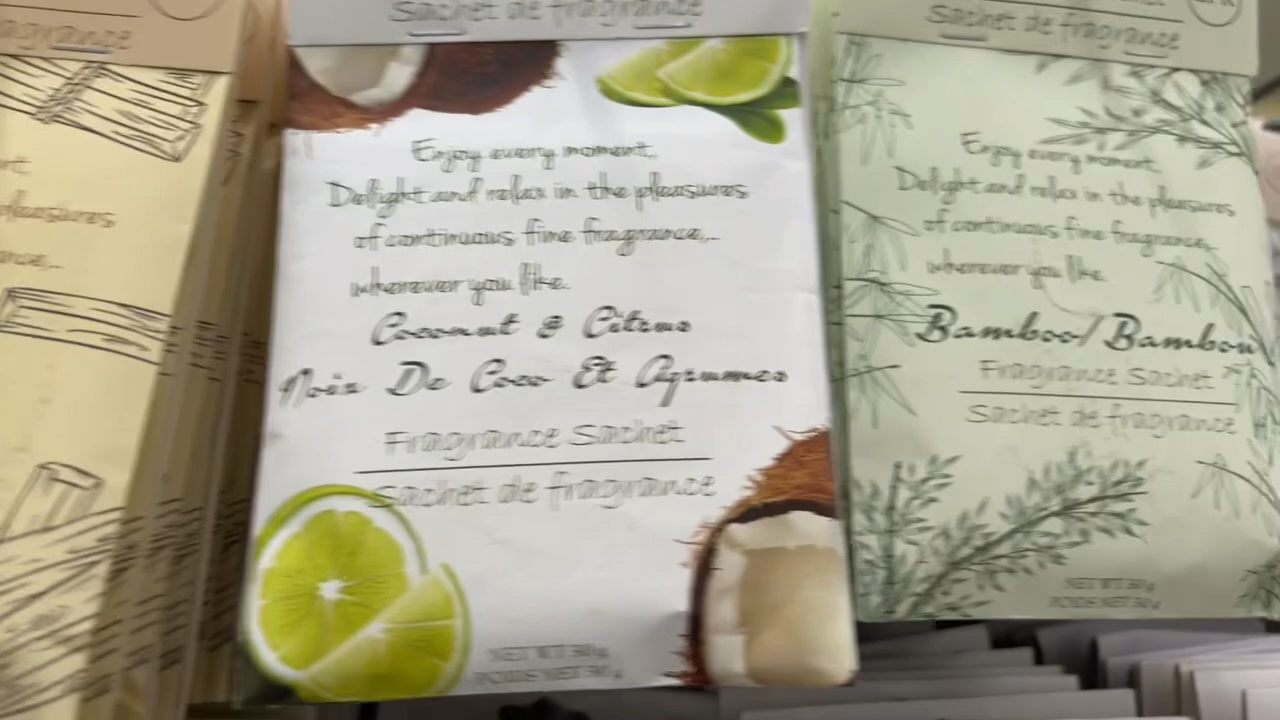 Sachet de fragrance
Enjoy every moment.
Delight and relax in the pleasures
of continuous fine fragrance,..
wherever you like.
Coconut & Citrus
Noix De Coco Et Agrumes
Fragrance Sachet
Sachet de fragrance
Sachet de fragrance
Enjoy every moment.
Delight and relax in the pleasures
of continuous fine fragrance,..
wherever you like.
Bamboo/Bambou
Fragrance Sachet
Sachet de fragrance
pleasures